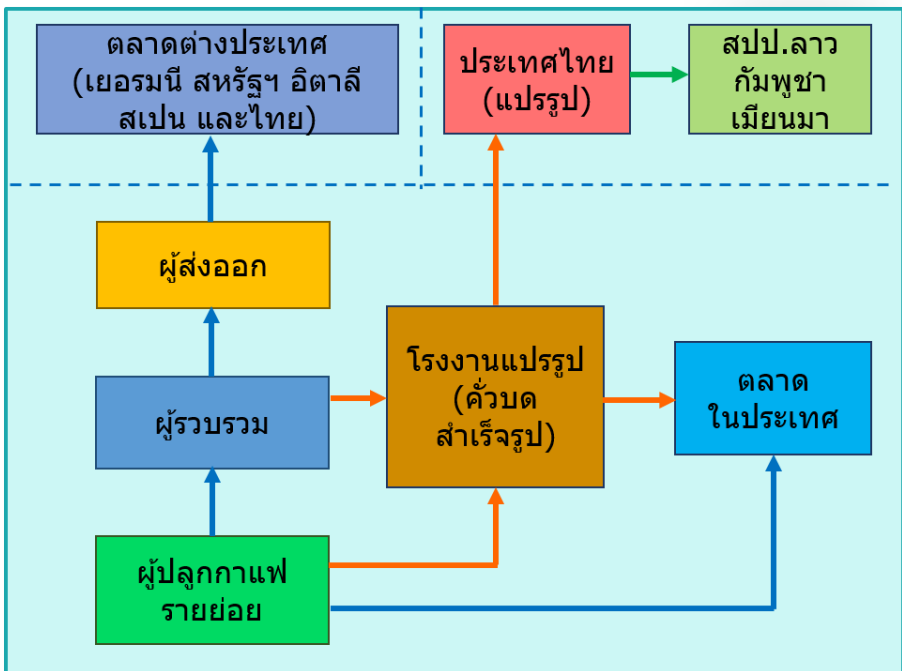 ตลาดต่างประเทศ
(เยอรมนี สหรัฐฯ อิตาลี
สเปน และไทย)
ประเทศไทย
(แปรรูป)
สปป.ลาว
กัมพูชา
เมียนมา
ผู้ส่งออก
โรงงานแปรรูป
(คั่วบด
สำเร็จรูป)
ตลาด
ในประเทศ
ผู้รวบรวม
ผู้ปลูกกาแฟ
รายย่อย